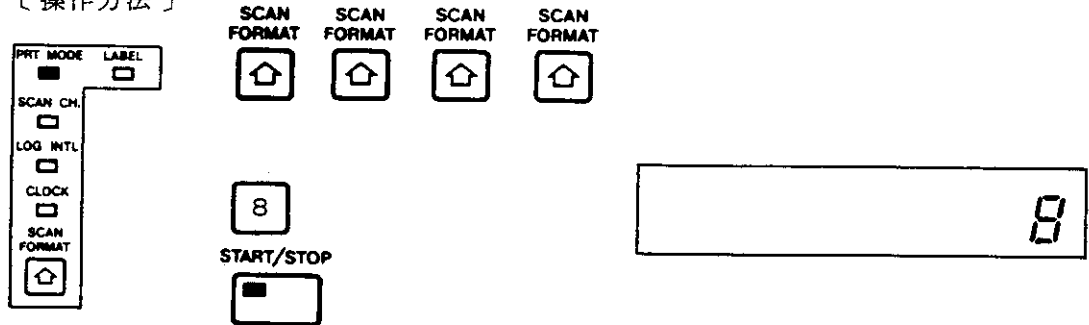 〔操作方法〕
SCAN FORMAT SCAN FORMAT SCAN FORMAT SCAN FORMAT
PRT MODE LABEL
SCAN CH.
LOG INTL
CLOCK
SCAN
FORMAT
8
START/STOP
8